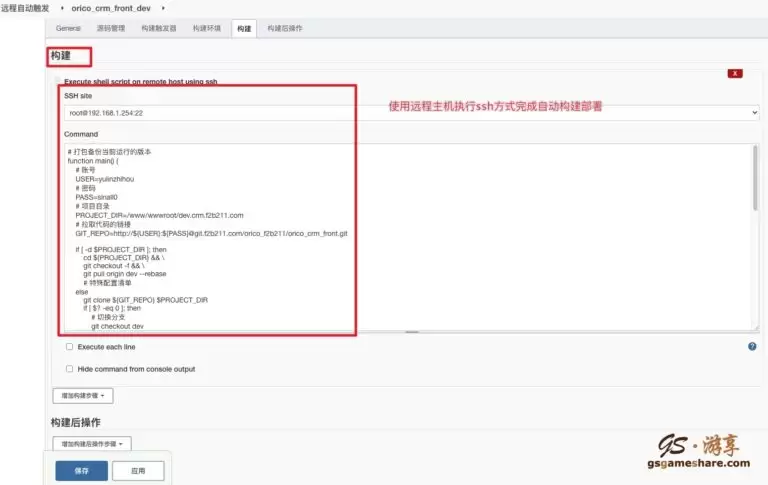 远程自动触发 orico_crm_front_dev
General 源码管理 构建触发器 构建环境 构建 构建后操作
构建
Execute shell script on remote host using ssh
X
SSH site
使用远程主机执行ssh方式完成自动构建部署
root@192.168.1.254:22
Command
# 打包备份当前运行的版本
function main() {
# 账号
USER=yulinzhihou
# 密码
PASS=sinall0
# 项目目录
PROJECT_DIR=/www/wwwroot/dev.crm.f2b211.com
# 拉取代码的链接
GIT_REPO=http://${USER}:${PASS}@git.f2b211.com/orico_f2b211/orico_crm_front.git
if [ -d $PROJECT_DIR ]; then
cd ${PROJECT_DIR} && \
git checkout -f && \
git pull origin dev --rebase
# 特殊配置清单
else
git clone ${GIT_REPO} $PROJECT_DIR
if [ $? -eq 0 ]; then
# 切换分支
git checkout dev
Execute each line
?
Hide command from console output
增加构建步骤
构建后操作
增加构建后操作步骤
保存 应用
GS·游享
gsgameshare.com